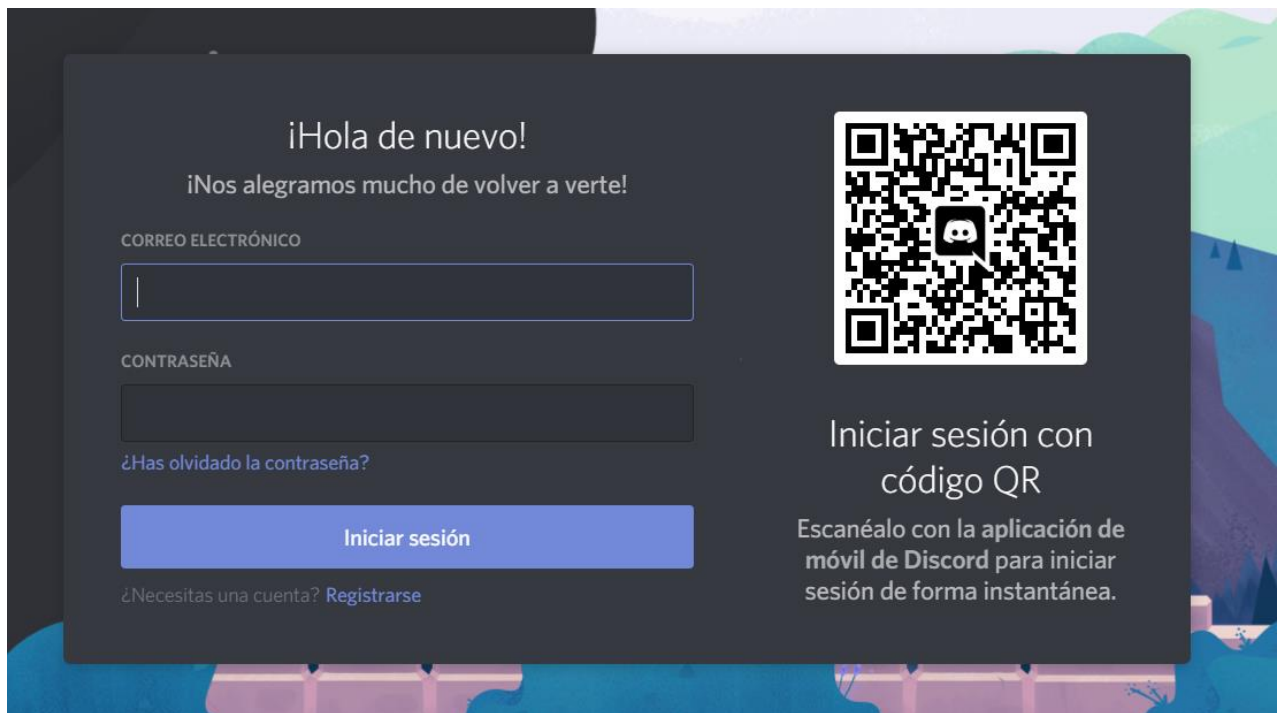 ¡Hola de nuevo!
¡Nos alegramos mucho de volver a verte!
CORREO ELECTRÓNICO
CONTRASEÑA
¿Has olvidado la contraseña?
Iniciar sesión
¿Necesitas una cuenta? Registrarse
Iniciar sesión con
código QR
Escanéalo con la aplicación de
móvil de Discord para iniciar
sesión de forma instantánea.